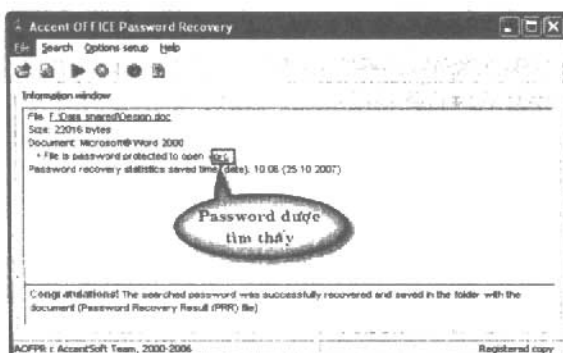 Accent OFFICE Password Recovery
File Search Options setup Help
Information window
File: F:\Data shared\Design.doc
Size: 22016 bytes
Document: Microsoft® Word 2000
• File is password protected to open
Password recovery statistics saved time (date): 10:08 (25-10-2007)
Password được
tìm thấy
Congratulations! The searched password was successfully recovered and saved in the folder with the
document (Password Recovery Result (PRR) file)
AOFPR : AccentSoft Team, 2000-2006
Registered copy